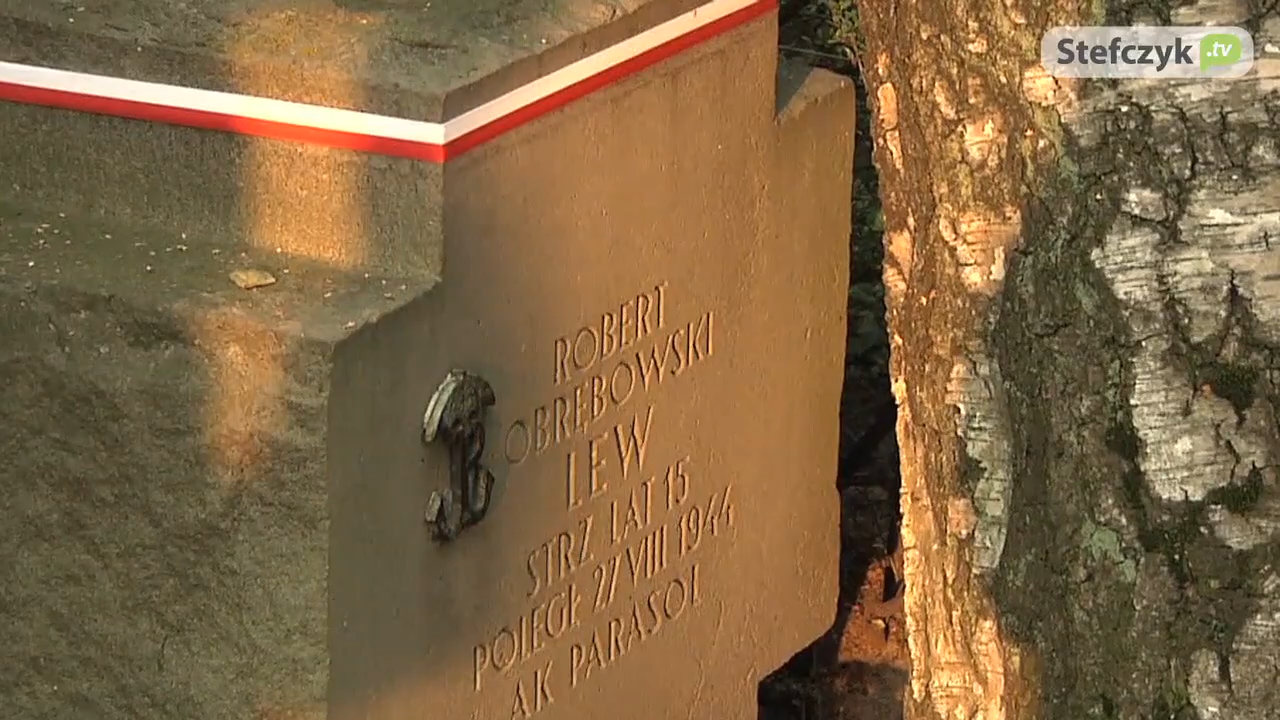 Stefczyk.tv
ROBERT
OBRĘBOWSKI
LEW
STRZ LAT 15
POLEGŁ 27 VIII 1944
AK PARASOL